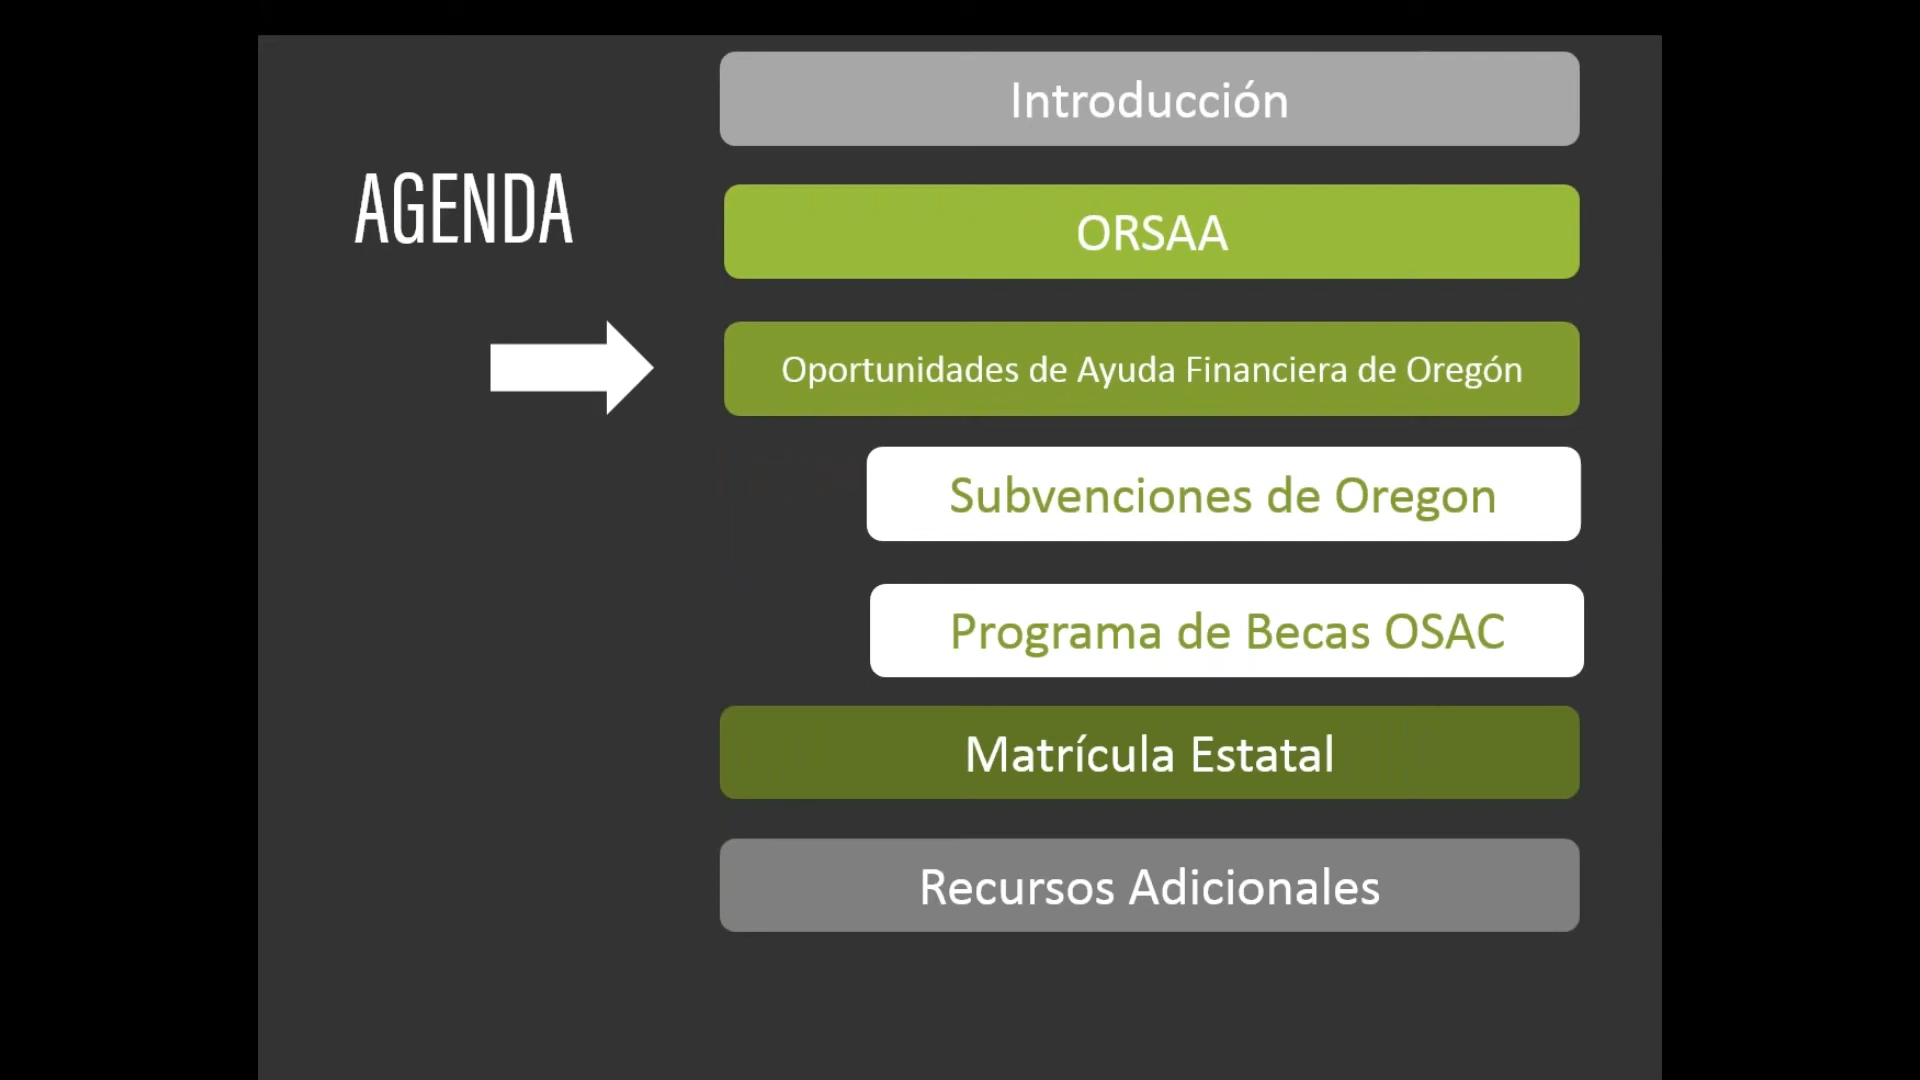 AGENDA
Introducción
ORSAA
Oportunidades de Ayuda Financiera de Oregón
Subvenciones de Oregon
Programa de Becas OSAC
Matrícula Estatal
Recursos Adicionales